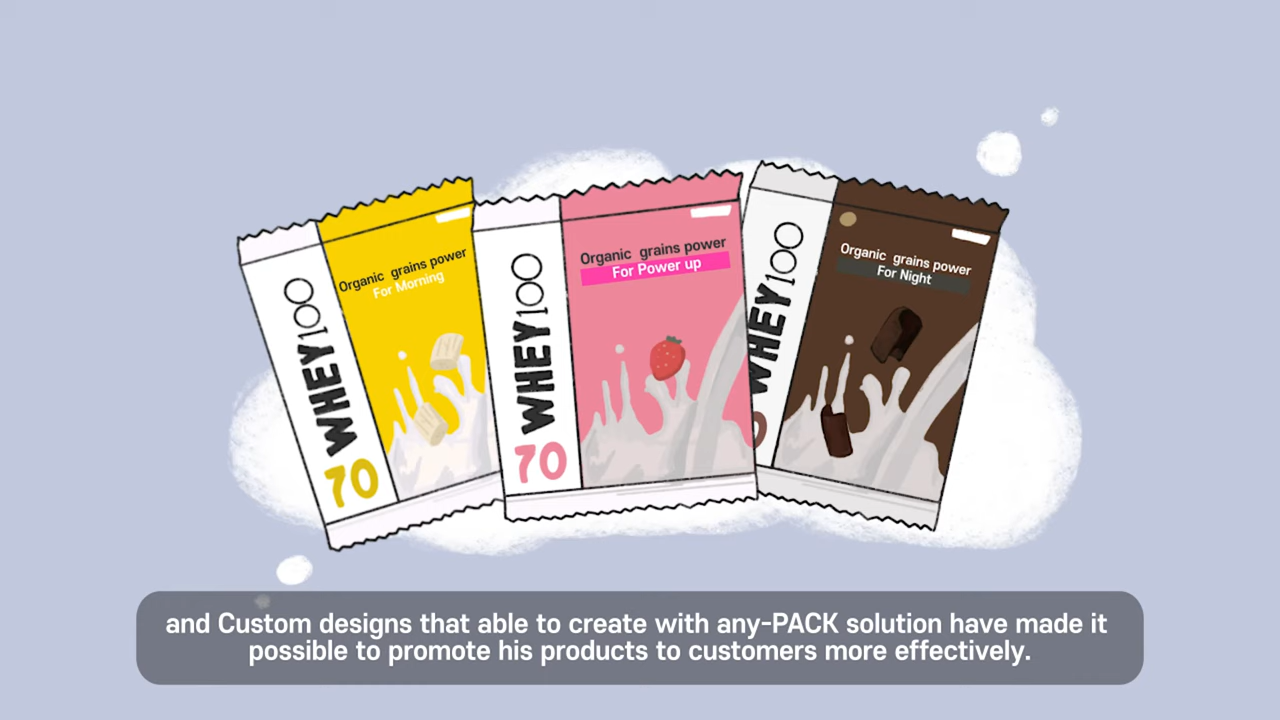 Organic grains power
For Morning
WHEY100
70
Organic grains power
For Power up
WHEY100
70
Organic grains power
For Night
WHEY100
and Custom designs that able to create with any-PACK solution have made it
possible to promote his products to customers more effectively.